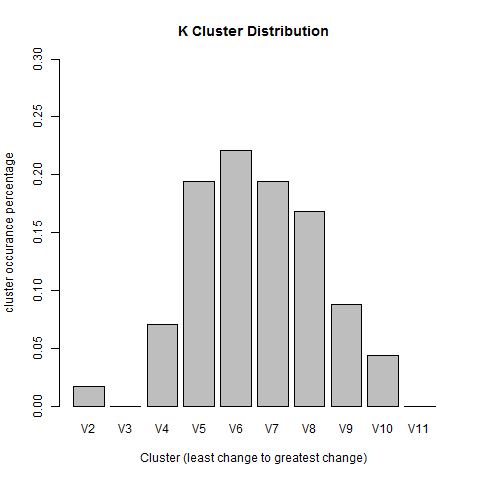 K Cluster Distribution
cluster occurance percentage
0.30
0.25
0.20
0.15
0.10
0.05
0.00
V2 V3 V4 V5 V6 V7 V8 V9 V10 V11
Cluster (least change to greatest change)